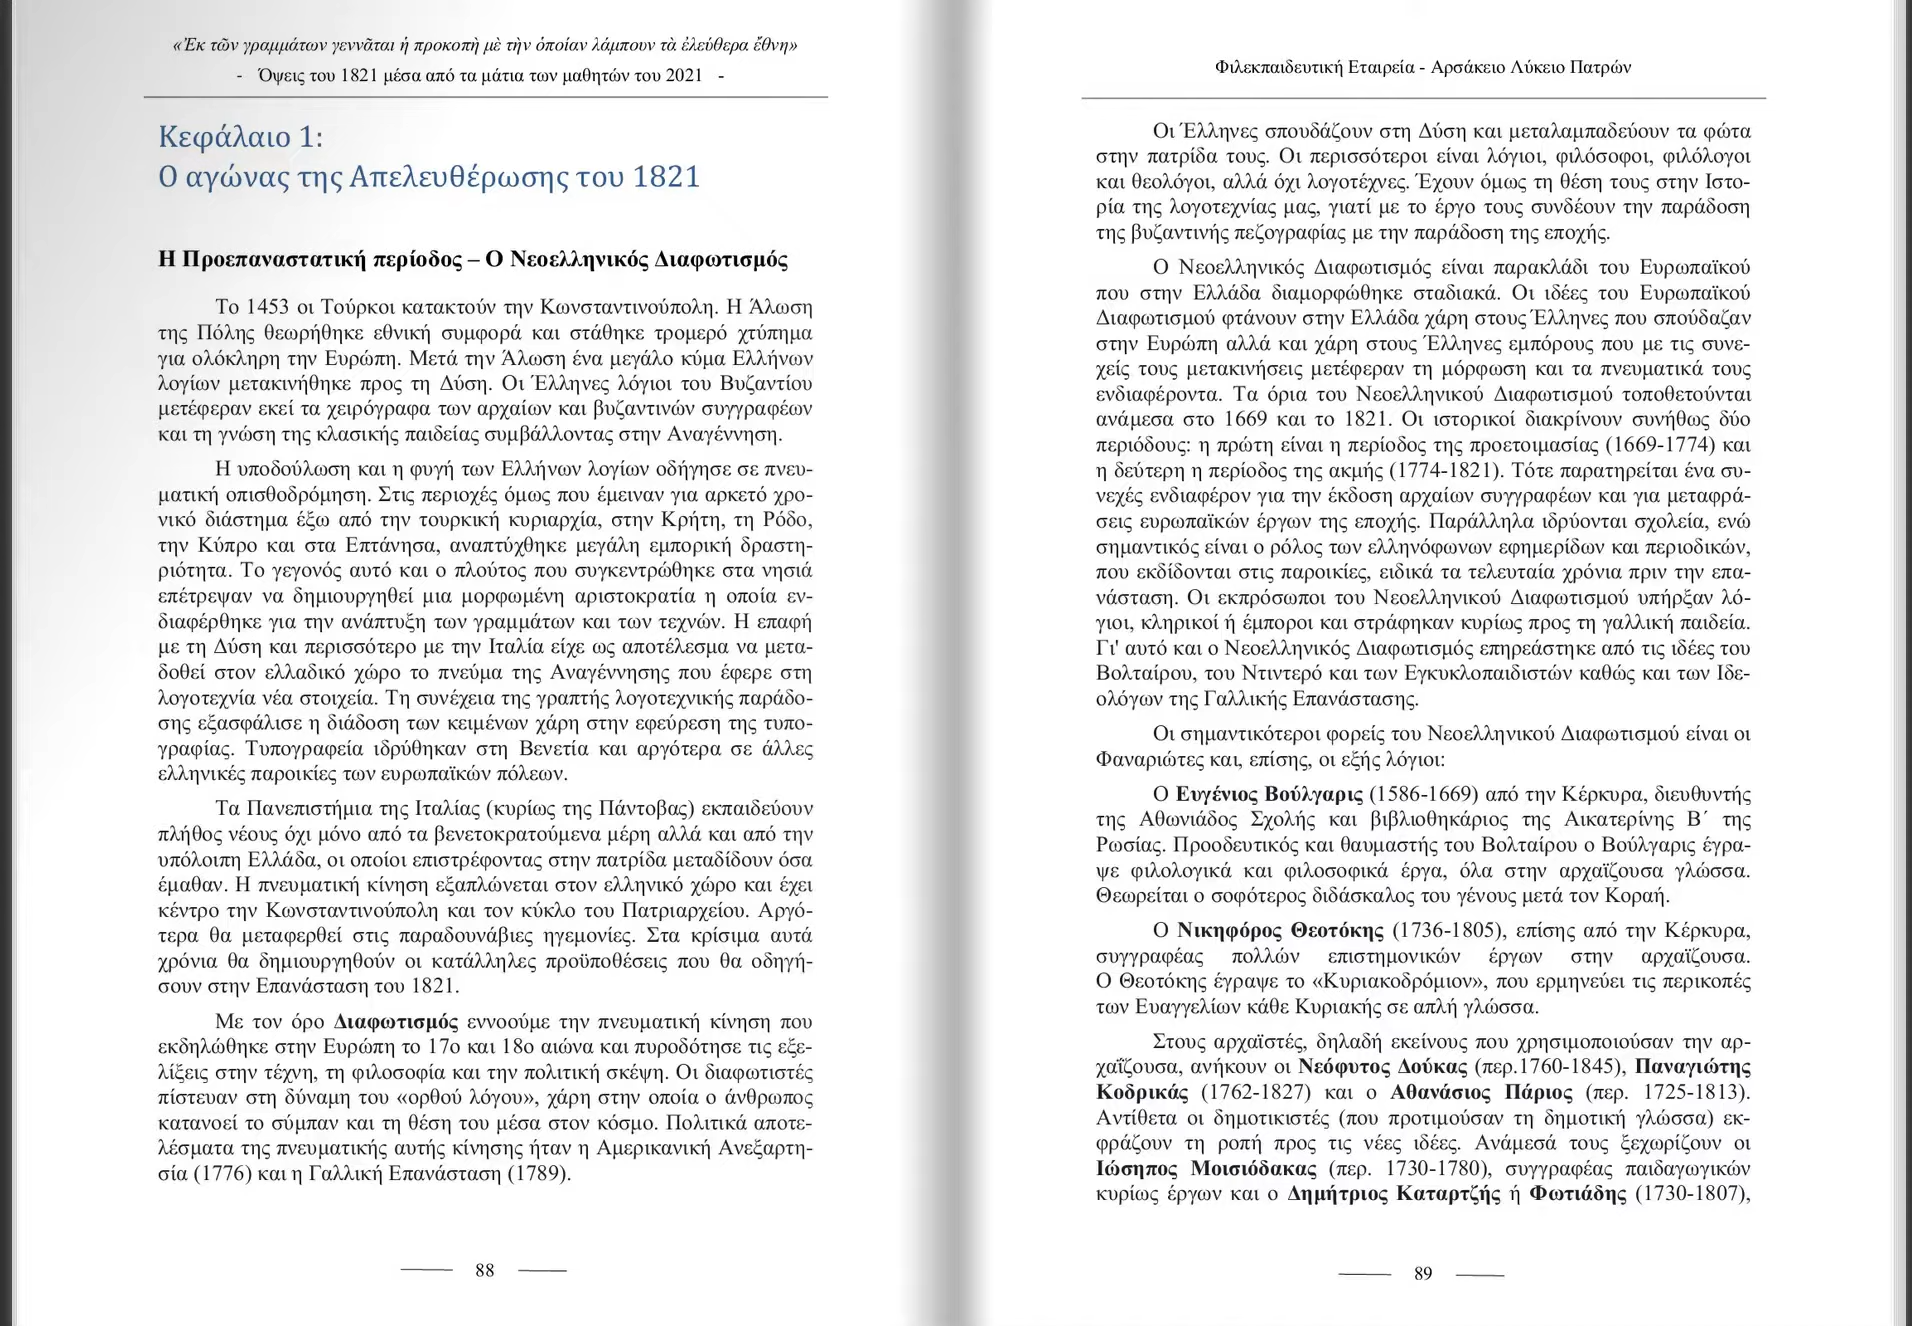 «Ἐκ τῶν γραμμάτων γεννᾶται ἡ προκοπὴ μὲ τὴν ὁποίαν λάμπουν τὰ ἐλεύθερα ἔθνη»
- Όψεις του 1821 μέσα από τα μάτια των μαθητών του 2021 -
Κεφάλαιο 1:
Ο αγώνας της Απελευθέρωσης του 1821
Η Προεπαναστατική περίοδος – Ο Νεοελληνικός Διαφωτισμός
Το 1453 οι Τούρκοι κατακτούν την Κωνσταντινούπολη. Η Άλωση
της Πόλης θεωρήθηκε εθνική συμφορά και στάθηκε τρομερό χτύπημα
για ολόκληρη την Ευρώπη. Μετά την Άλωση ένα μεγάλο κύμα Ελλήνων
λογίων μετακινήθηκε προς τη Δύση. Οι Έλληνες λόγιοι του Βυζαντίου
μετέφεραν εκεί τα χειρόγραφα των αρχαίων και βυζαντινών συγγραφέων
και τη γνώση της κλασικής παιδείας συμβάλλοντας στην Αναγέννηση.
Η υποδούλωση και η φυγή των Ελλήνων λογίων οδήγησε σε πνευ-
ματική οπισθοδρόμηση. Στις περιοχές όμως που έμειναν για αρκετό χρο-
νικό διάστημα έξω από την τουρκική κυριαρχία, στην Κρήτη, τη Ρόδο,
την Κύπρο και στα Επτάνησα, αναπτύχθηκε μεγάλη εμπορική δραστη-
ριότητα. Το γεγονός αυτό και ο πλούτος που συγκεντρώθηκε στα νησιά
επέτρεψαν να δημιουργηθεί μια μορφωμένη αριστοκρατία η οποία εν-
διαφέρθηκε για την ανάπτυξη των γραμμάτων και των τεχνών. Η επαφή
με τη Δύση και περισσότερο με την Ιταλία είχε ως αποτέλεσμα να μετα-
δοθεί στον ελλαδικό χώρο το πνεύμα της Αναγέννησης που έφερε στη
λογοτεχνία νέα στοιχεία. Τη συνέχεια της γραπτής λογοτεχνικής παράδο-
σης εξασφάλισε η διάδοση των κειμένων χάρη στην εφεύρεση της τυπο-
γραφίας. Τυπογραφεία ιδρύθηκαν στη Βενετία και αργότερα σε άλλες
ελληνικές παροικίες των ευρωπαϊκών πόλεων.
Τα Πανεπιστήμια της Ιταλίας (κυρίως της Πάντοβας) εκπαιδεύουν
πλήθος νέους όχι μόνο από τα βενετοκρατούμενα μέρη αλλά και από την
υπόλοιπη Ελλάδα, οι οποίοι επιστρέφοντας στην πατρίδα μεταδίδουν όσα
έμαθαν. Η πνευματική κίνηση εξαπλώνεται στον ελληνικό χώρο και έχει
κέντρο την Κωνσταντινούπολη και τον κύκλο του Πατριαρχείου. Αργό-
τερα θα μεταφερθεί στις παραδουνάβιες ηγεμονίες. Στα κρίσιμα αυτά
χρόνια θα δημιουργηθούν οι κατάλληλες προϋποθέσεις που θα οδηγή-
σουν στην Επανάσταση του 1821.
Με τον όρο Διαφωτισμός εννοούμε την πνευματική κίνηση που
εκδηλώθηκε στην Ευρώπη το 17ο και 18ο αιώνα και πυροδότησε τις εξε-
λίξεις στην τέχνη, τη φιλοσοφία και την πολιτική σκέψη. Οι διαφωτιστές
πίστευαν στη δύναμη του «ορθού λόγου», χάρη στην οποία ο άνθρωπος
κατανοεί το σύμπαν και τη θέση του μέσα στον κόσμο. Πολιτικά αποτε-
λέσματα της πνευματικής αυτής κίνησης ήταν η Αμερικανική Ανεξαρτη-
σία (1776) και η Γαλλική Επανάσταση (1789).
88
Φιλεκπαιδευτική Εταιρεία - Αρσάκειο Λύκειο Πατρών
Οι Έλληνες σπουδάζουν στη Δύση και μεταλαμπαδεύουν τα φώτα
στην πατρίδα τους. Οι περισσότεροι είναι λόγιοι, φιλόσοφοι, φιλόλογοι
και θεολόγοι, αλλά όχι λογοτέχνες. Έχουν όμως τη θέση τους στην Ιστο-
ρία της λογοτεχνίας μας, γιατί με το έργο τους συνδέουν την παράδοση
της βυζαντινής πεζογραφίας με την παράδοση της εποχής.
Ο Νεοελληνικός Διαφωτισμός είναι παρακλάδι του Ευρωπαϊκού
που στην Ελλάδα διαμορφώθηκε σταδιακά. Οι ιδέες του Ευρωπαϊκού
Διαφωτισμού φτάνουν στην Ελλάδα χάρη στους Έλληνες που σπούδαζαν
στην Ευρώπη αλλά και χάρη στους Έλληνες εμπόρους που με τις συνε-
χείς τους μετακινήσεις μετέφεραν τη μόρφωση και τα πνευματικά τους
ενδιαφέροντα. Τα όρια του Νεοελληνικού Διαφωτισμού τοποθετούνται
ανάμεσα στο 1669 και το 1821. Οι ιστορικοί διακρίνουν συνήθως δύο
περιόδους: η πρώτη είναι η περίοδος της προετοιμασίας (1669-1774) και
η δεύτερη η περίοδος της ακμής (1774-1821). Τότε παρατηρείται ένα συ-
νεχές ενδιαφέρον για την έκδοση αρχαίων συγγραφέων και για μεταφρά-
σεις ευρωπαϊκών έργων της εποχής. Παράλληλα ιδρύονται σχολεία, ενώ
σημαντικός είναι ο ρόλος των ελληνόφωνων εφημερίδων και περιοδικών,
που εκδίδονται στις παροικίες, ειδικά τα τελευταία χρόνια πριν την επα-
νάσταση. Οι εκπρόσωποι του Νεοελληνικού Διαφωτισμού υπήρξαν λό-
γιοι, κληρικοί ή έμποροι και στράφηκαν κυρίως προς τη γαλλική παιδεία.
Γι' αυτό και ο Νεοελληνικός Διαφωτισμός επηρεάστηκε από τις ιδέες του
Βολταίρου, του Ντιντερό και των Εγκυκλοπαιδιστών καθώς και των Ιδε-
ολόγων της Γαλλικής Επανάστασης.
Οι σημαντικότεροι φορείς του Νεοελληνικού Διαφωτισμού είναι οι
Φαναριώτες και, επίσης, οι εξής λόγιοι:
Ο Ευγένιος Βούλγαρις (1586-1669) από την Κέρκυρα, διευθυντής
της Αθωνιάδος Σχολής και βιβλιοθηκάριος της Αικατερίνης Β΄ της
Ρωσίας. Προοδευτικός και θαυμαστής του Βολταίρου ο Βούλγαρις έγρα-
ψε φιλολογικά και φιλοσοφικά έργα, όλα στην αρχαΐζουσα γλώσσα.
Θεωρείται ο σοφότερος διδάσκαλος του γένους μετά τον Κοραή.
Ο Νικηφόρος Θεοτόκης (1736-1805), επίσης από την Κέρκυρα,
συγγραφέας πολλών επιστημονικών έργων στην αρχαΐζουσα.
Ο Θεοτόκης έγραψε το «Κυριακοδρόμιον», που ερμηνεύει τις περικοπές
των Ευαγγελίων κάθε Κυριακής σε απλή γλώσσα.
Στους αρχαϊστές, δηλαδή εκείνους που χρησιμοποιούσαν την αρ-
χαΐζουσα, ανήκουν οι Νεόφυτος Δούκας (περ.1760-1845), Παναγιώτης
Κοδρικάς (1762-1827) και ο Αθανάσιος Πάριος (περ. 1725-1813).
Αντίθετα οι δημοτικιστές (που προτιμούσαν τη δημοτική γλώσσα) εκ-
φράζουν τη ροπή προς τις νέες ιδέες. Ανάμεσά τους ξεχωρίζουν οι
Ιώσηπος Μοισιόδακας (περ. 1730-1780), συγγραφέας παιδαγωγικών
κυρίως έργων και ο Δημήτριος Καταρτζής ή Φωτιάδης (1730-1807),
89